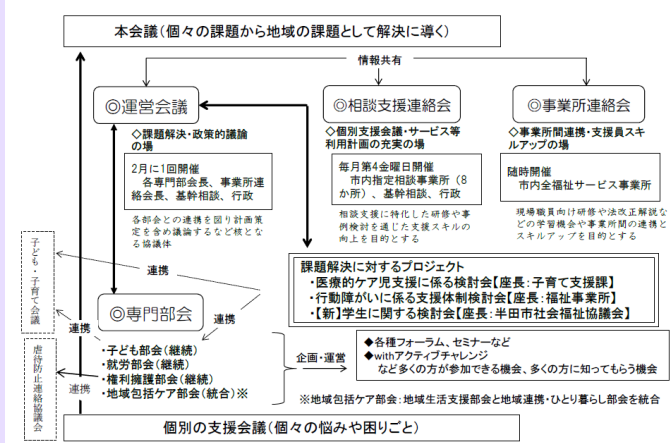 本会議(個々の課題から地域の課題として解決に導く)
情報共有
◎運営会議
◇課題解決・政策的議論
の場
2月に1回開催
各専門部会長、事業所連
絡会長、基幹相談、行政
各部会との連携を図り計画策
定を含め議論するなど核とな
る協議体
◎相談支援連絡会
◇個別支援会議・サービス等
利用計画の充実の場
毎月第4金曜日開催
市内指定相談事業所(8
か所)、基幹相談、行政
相談支援に特化した研修や事
例検討を通じた支援スキルの
向上を目的とする
◎事業所連絡会
◇事業所間連携・支援員スキ
ルアップの場
随時開催
市内全福祉サービス事業所
現場職員向け研修や法改正解説な
どの学習機会や事業所間の連携と
スキルアップを目的とする
子ども・子育て会議
連携
課題解決に対するプロジェクト
・医療的ケア児支援に係る検討会【座長:子育て支援課】
・行動障がいに係る支援体制検討会【座長:福祉事業所】
・【新】学生に関する検討会【座長:半田市社会福祉協議会】
◎専門部会
連携
連携
虐待防止連絡協議会
連携
・子ども部会(継続)
・就労部会(継続)
・権利擁護部会(継続)
・地域包括ケア部会(統合)※
企画・運営
◆各種フォーラム、セミナーなど
◆withアクティブチャレンジ
など多くの方が参加できる機会、多くの方に知ってもらう機会
※地域包括ケア部会:地域生活支援部会と地域連携・ひとり暮らし部会を統合
個別の支援会議(個々の悩みや困りごと)